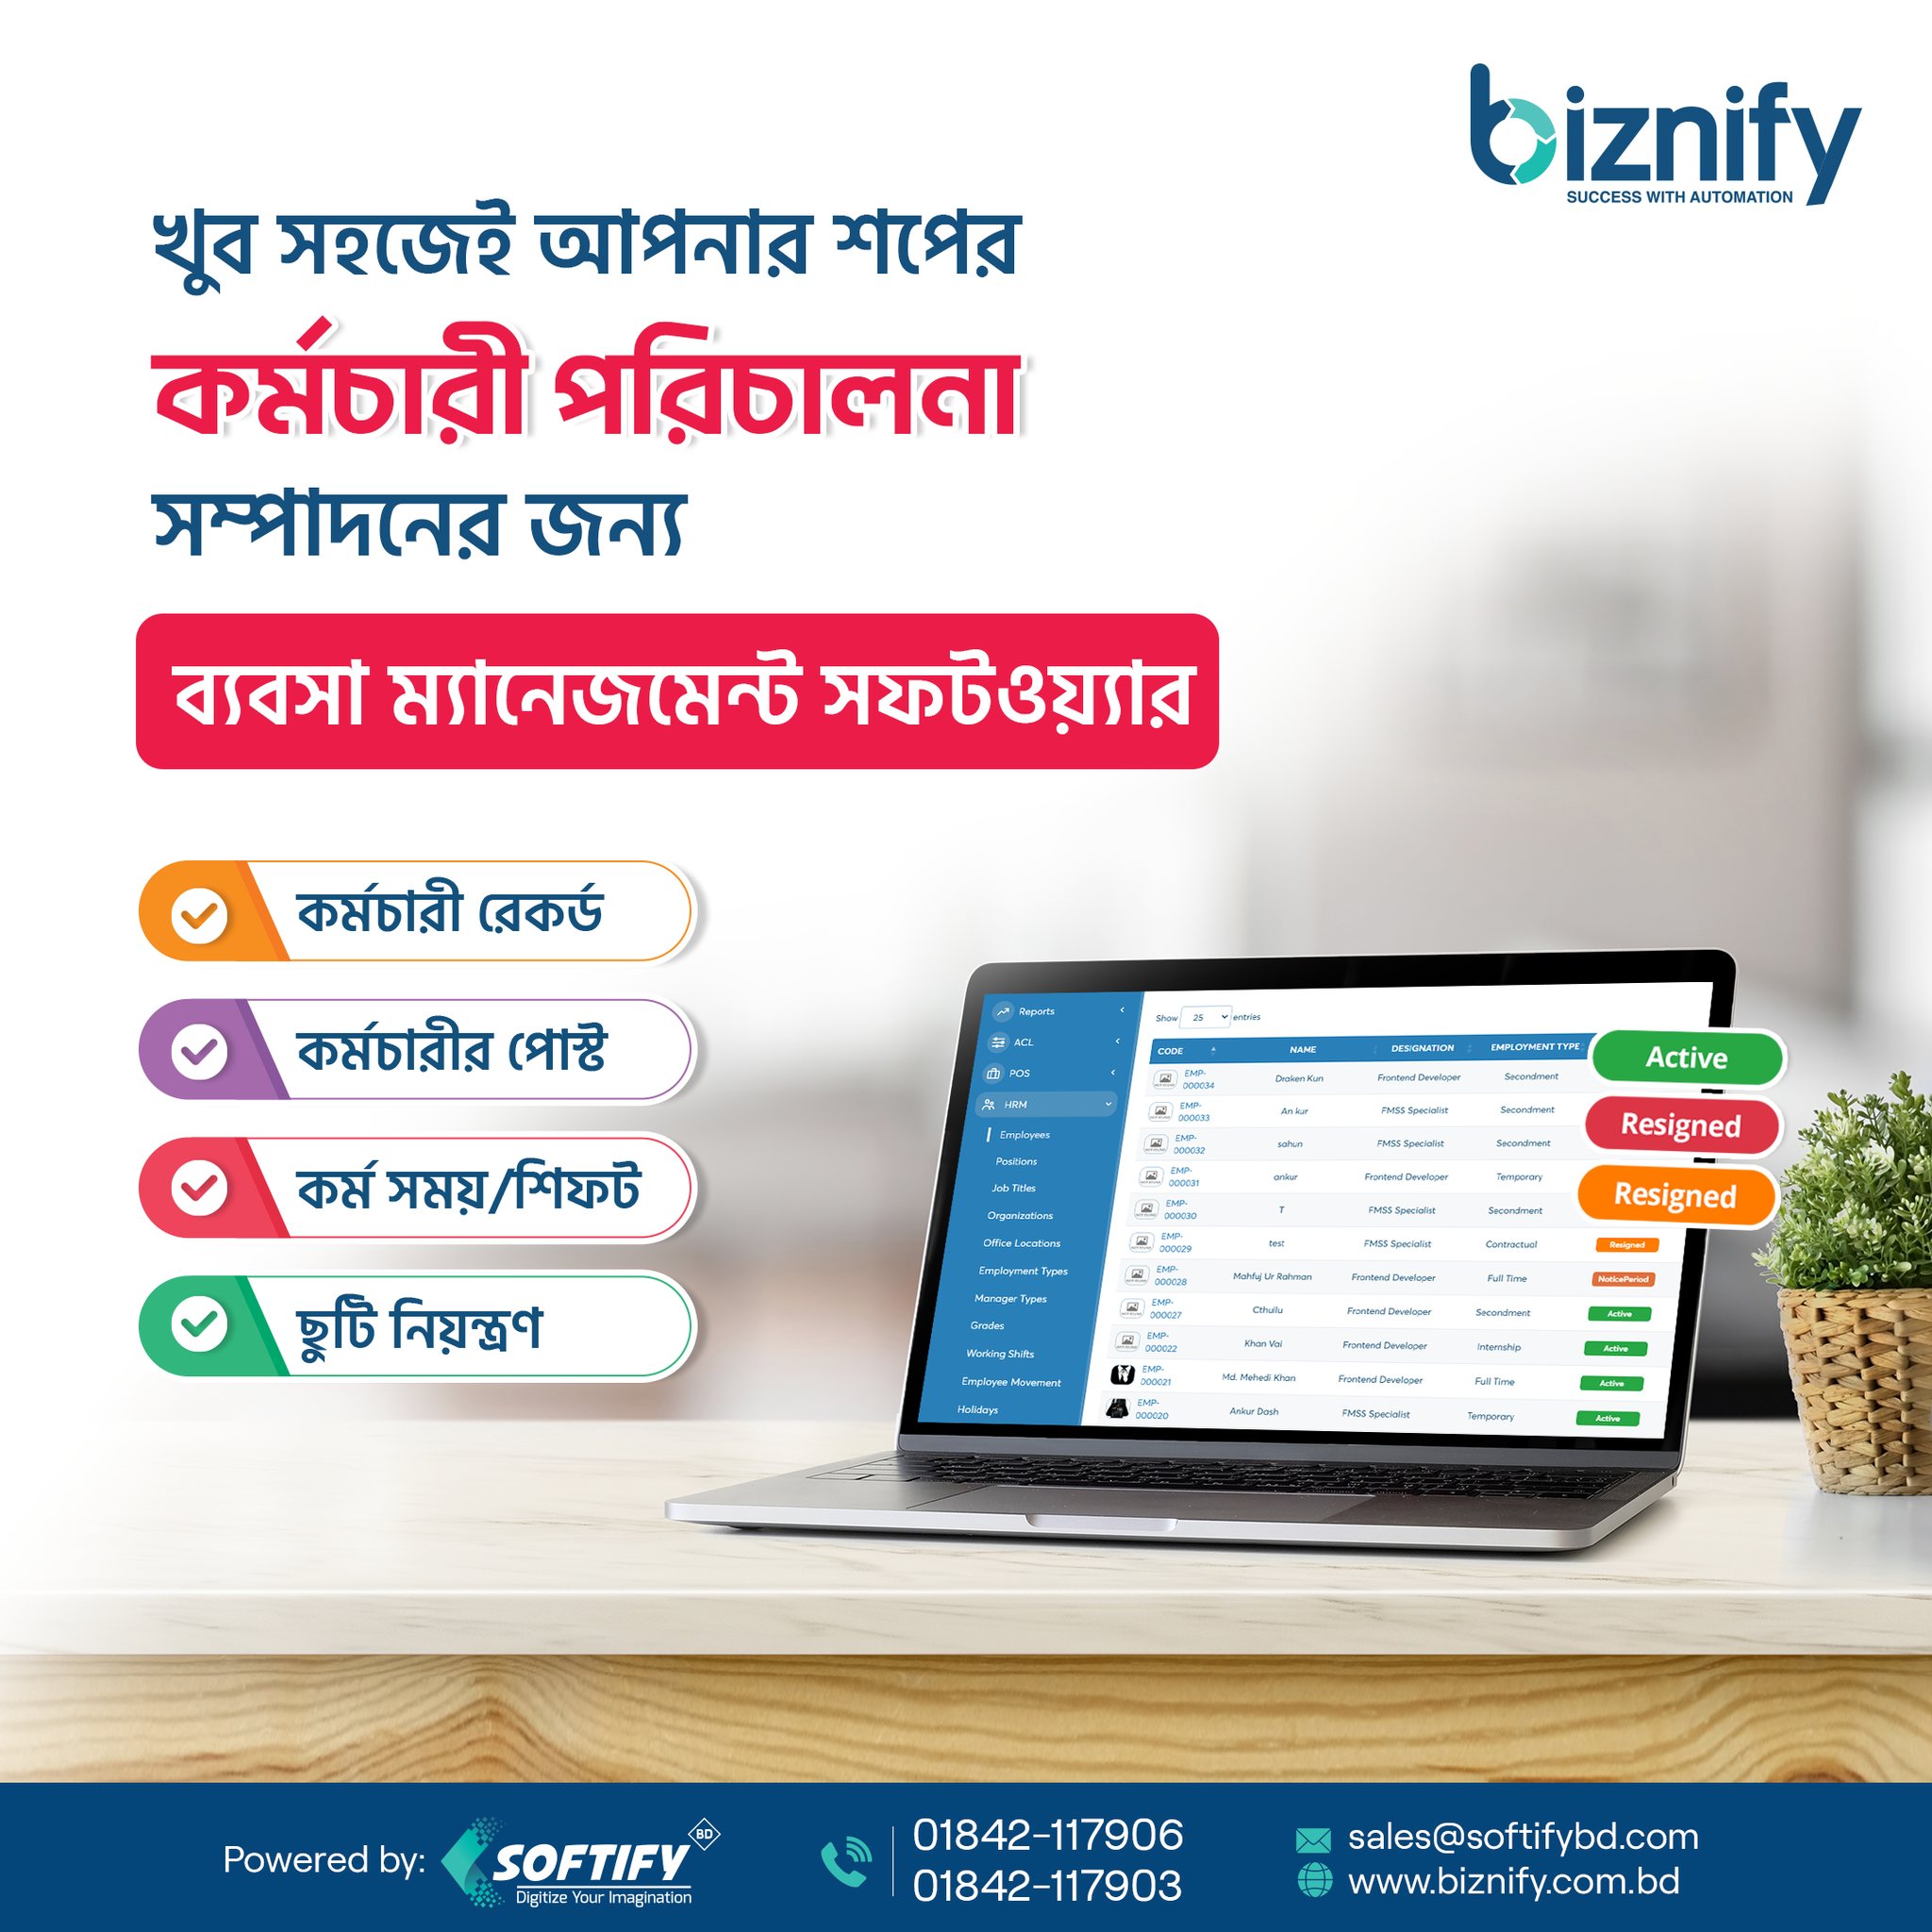 biznify
SUCCESS WITH AUTOMATION
খুব সহজেই আপনার শপের
কর্মচারী পরিচালনা
সম্পাদনের জন্য
ব্যবসা ম্যানেজমেন্ট সফটওয়্যার
কর্মচারী রেকর্ড
কর্মচারীর পোস্ট
কর্ম সময়/শিফট
ছুটি নিয়ন্ত্রণ
Reports
ACL
POS
HRM
Employees
Positions
Job Titles
Organizations
Office Locations
Employment Types
Manager Types
Grades
Working Shifts
Employee Movement
Holidays
Show 25 entries
CODE NAME DESIGNATION EMPLOYMENT TYPE
EMP-000034 Draken Kun Frontend Developer Secondment Active
EMP-000033 An kur FMSS Specialist Secondment Resigned
EMP-000032 sahun FMSS Specialist Secondment
EMP-000031 ankur Frontend Developer Temporary Resigned
EMP-000030 T FMSS Specialist Secondment
EMP-000029 test FMSS Specialist Contractual Resigned
EMP-000028 Mahfuj Ur Rahman Frontend Developer Full Time NoticePeriod
EMP-000027 Cthullu Frontend Developer Secondment Active
EMP-000022 Khan Vai Frontend Developer Internship Active
EMP-000021 Md. Mehedi Khan Frontend Developer Full Time Active
EMP-000020 Ankur Dash FMSS Specialist Temporary Active
Powered by: SOFTIFY BD
Digitize Your Imagination
01842-117906
01842-117903
sales@softifybd.com
www.biznify.com.bd